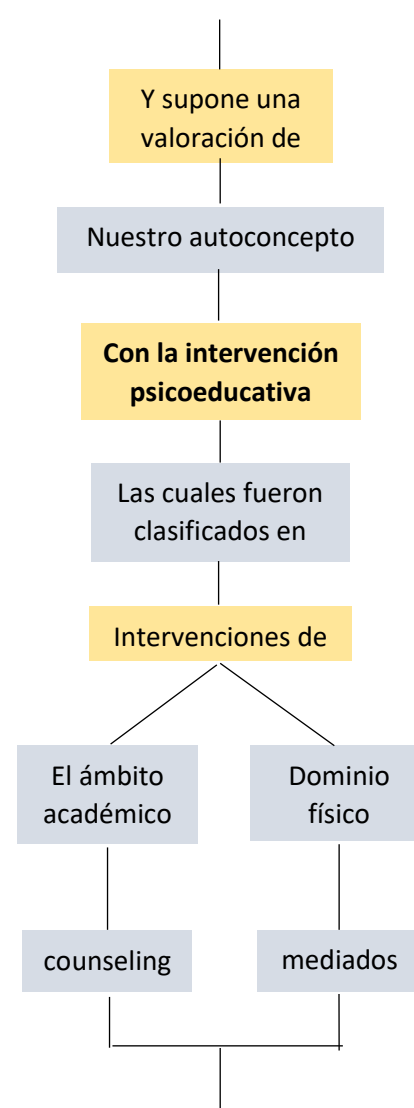 Y supone una
valoración de
Nuestro autoconcepto
Con la intervención
psicoeducativa
Las cuales fueron
clasificados en
Intervenciones de
El ámbito
académico
Dominio
físico
counseling
mediados